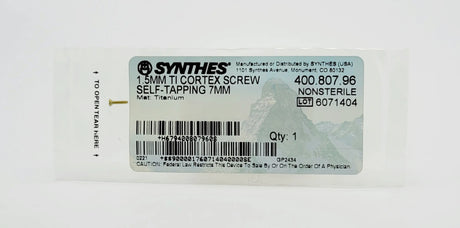 SYNTHES®
Manufactured or Distributed by SYNTHES (USA)
1101 Synthes Avenue, Monument, CO 80132
1.5MM TI CORTEX SCREW
SELF-TAPPING 7MM
Mat: Titanium
400.807.96
NONSTERILE
LOT 6071404
Qty: 1
TO OPEN TEAR HERE
0221
GP2434
CAUTION: Federal Law Restricts This Device To Sale By Or On The Order Of A Physician.